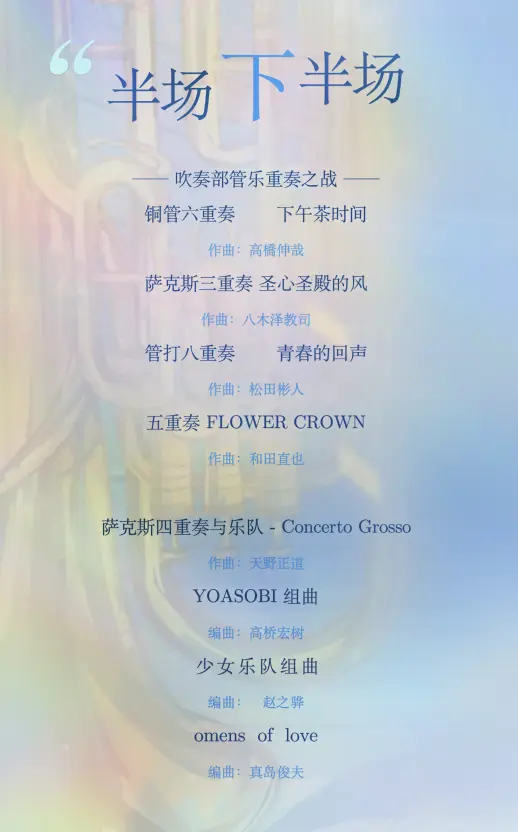 “
半场 下 半场
—— 吹奏部管乐重奏之战 ——
铜管六重奏 下午茶时间
作曲：高橋伸哉
萨克斯三重奏 圣心圣殿的风
作曲：八木泽教司
管打八重奏 青春的回声
作曲：松田彬人
五重奏 FLOWER CROWN
作曲：和田直也
萨克斯四重奏与乐队 - Concerto Grosso
作曲：天野正道
YOASOBI 组曲
编曲：高桥宏树
少女乐队组曲
编曲： 赵之骅
omens of love
编曲：真岛俊夫